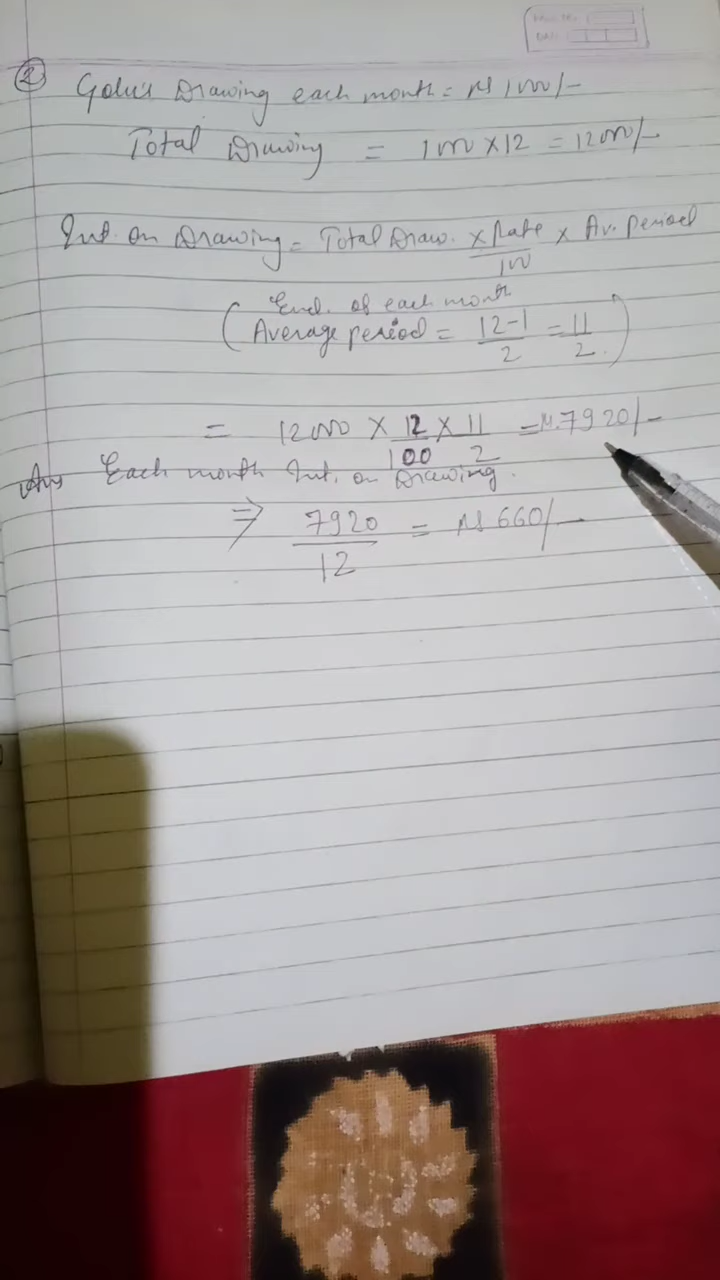 ②
Golu's Drawing each month = Rs 1000/-
Total Drawing = 1000 × 12 = 12000/-
Int. on Drawing = Total Draw. × Rate/100 × Av. Period
( End. of each month
Average period = 12-1/2 = 11/2 )
= 12000 × 12/100 × 11/2 = Rs. 7920/-
Ans Each month Int. on Drawing.
⇒ 7920/12 = Rs 660/-